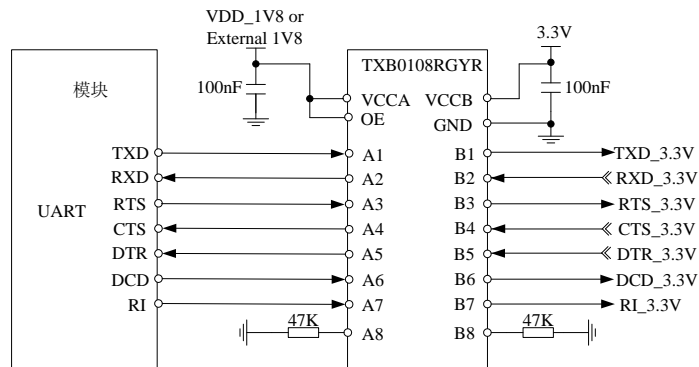 VDD_1V8 or
External 1V8
3.3V
TXB0108RGYR
模块
100nF
100nF
VCCA
VCCB
OE
GND
TXD
A1
B1
TXD_3.3V
RXD
A2
B2
RXD_3.3V
UART
RTS
A3
B3
RTS_3.3V
CTS
A4
B4
CTS_3.3V
DTR
A5
B5
DTR_3.3V
DCD
A6
B6
DCD_3.3V
RI
A7
B7
RI_3.3V
47K
A8
B8
47K